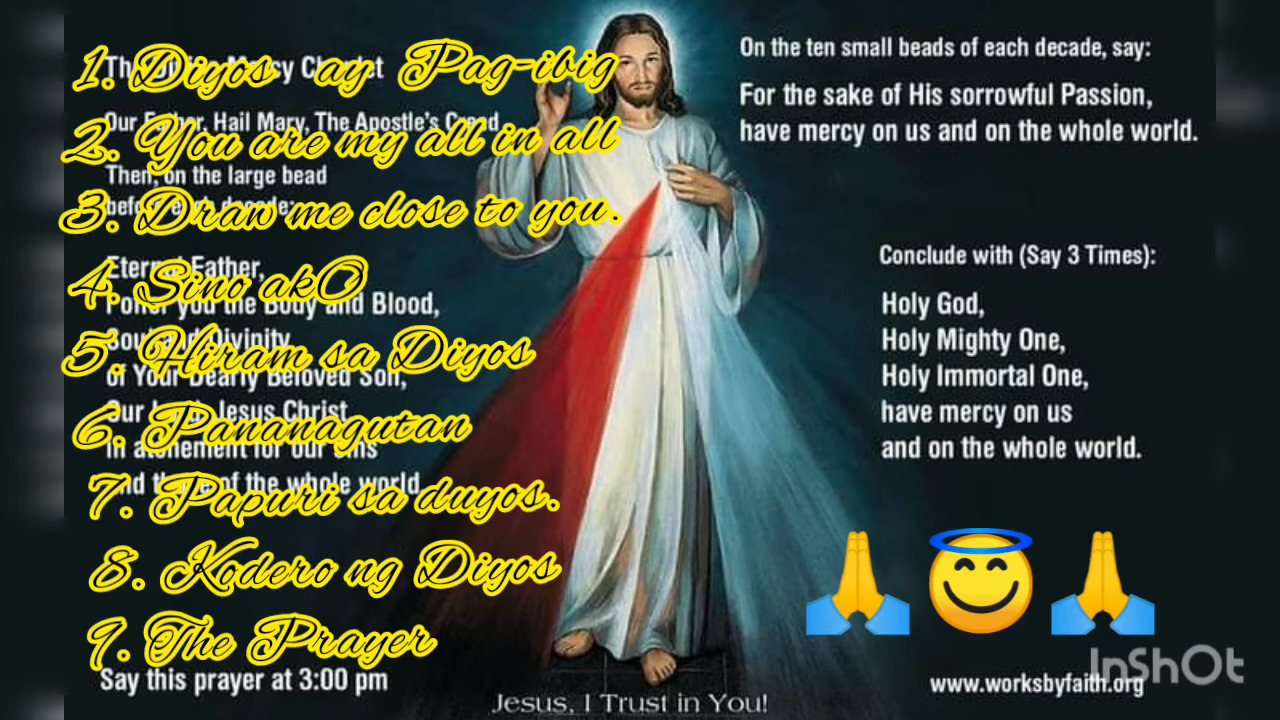 1. Diyos ay Pag-ibig
2. You are my all in all
3. Draw me close to you.
4. Sino akO
5. Hiram sa Diyos
6. Pananagutan
7. Papuri sa duyos.
8. Kodero ng Diyos
9. The Prayer
Our Father, Hail Mary, The Apostle's Creed
Then, on the large bead
Eternal Father,
the Body and Blood,
of Your Dearly Beloved Son,
Our Jesus Christ
in atonement for our sins
of the whole world
Say this prayer at 3:00 pm
On the ten small beads of each decade, say:
For the sake of His sorrowful Passion,
have mercy on us and on the whole world.
Conclude with (Say 3 Times):
Holy God,
Holy Mighty One,
Holy Immortal One,
have mercy on us
and on the whole world.
InShOt
www.worksbyfaith.org
Jesus, I Trust in You!